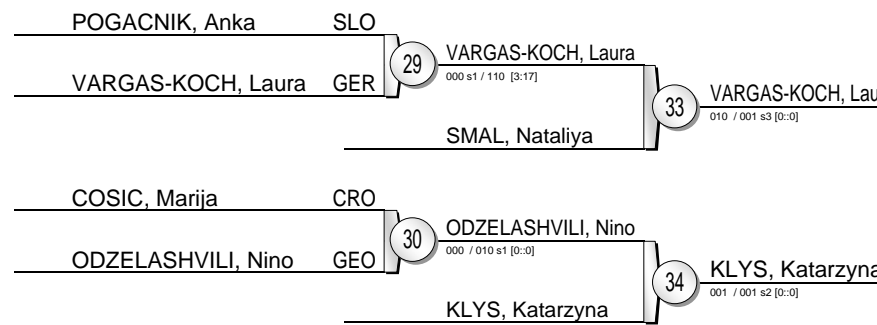 POGACNIK, Anka SLO
VARGAS-KOCH, Laura GER
29
VARGAS-KOCH, Laura
000 s1 / 110 [3:17]
SMAL, Nataliya
33
VARGAS-KOCH, Lau
010 / 001 s3 [0::0]
COSIC, Marija CRO
ODZELASHVILI, Nino GEO
30
ODZELASHVILI, Nino
000 / 010 s1 [0::0]
KLYS, Katarzyna
34
KLYS, Katarzyna
001 / 001 s2 [0::0]